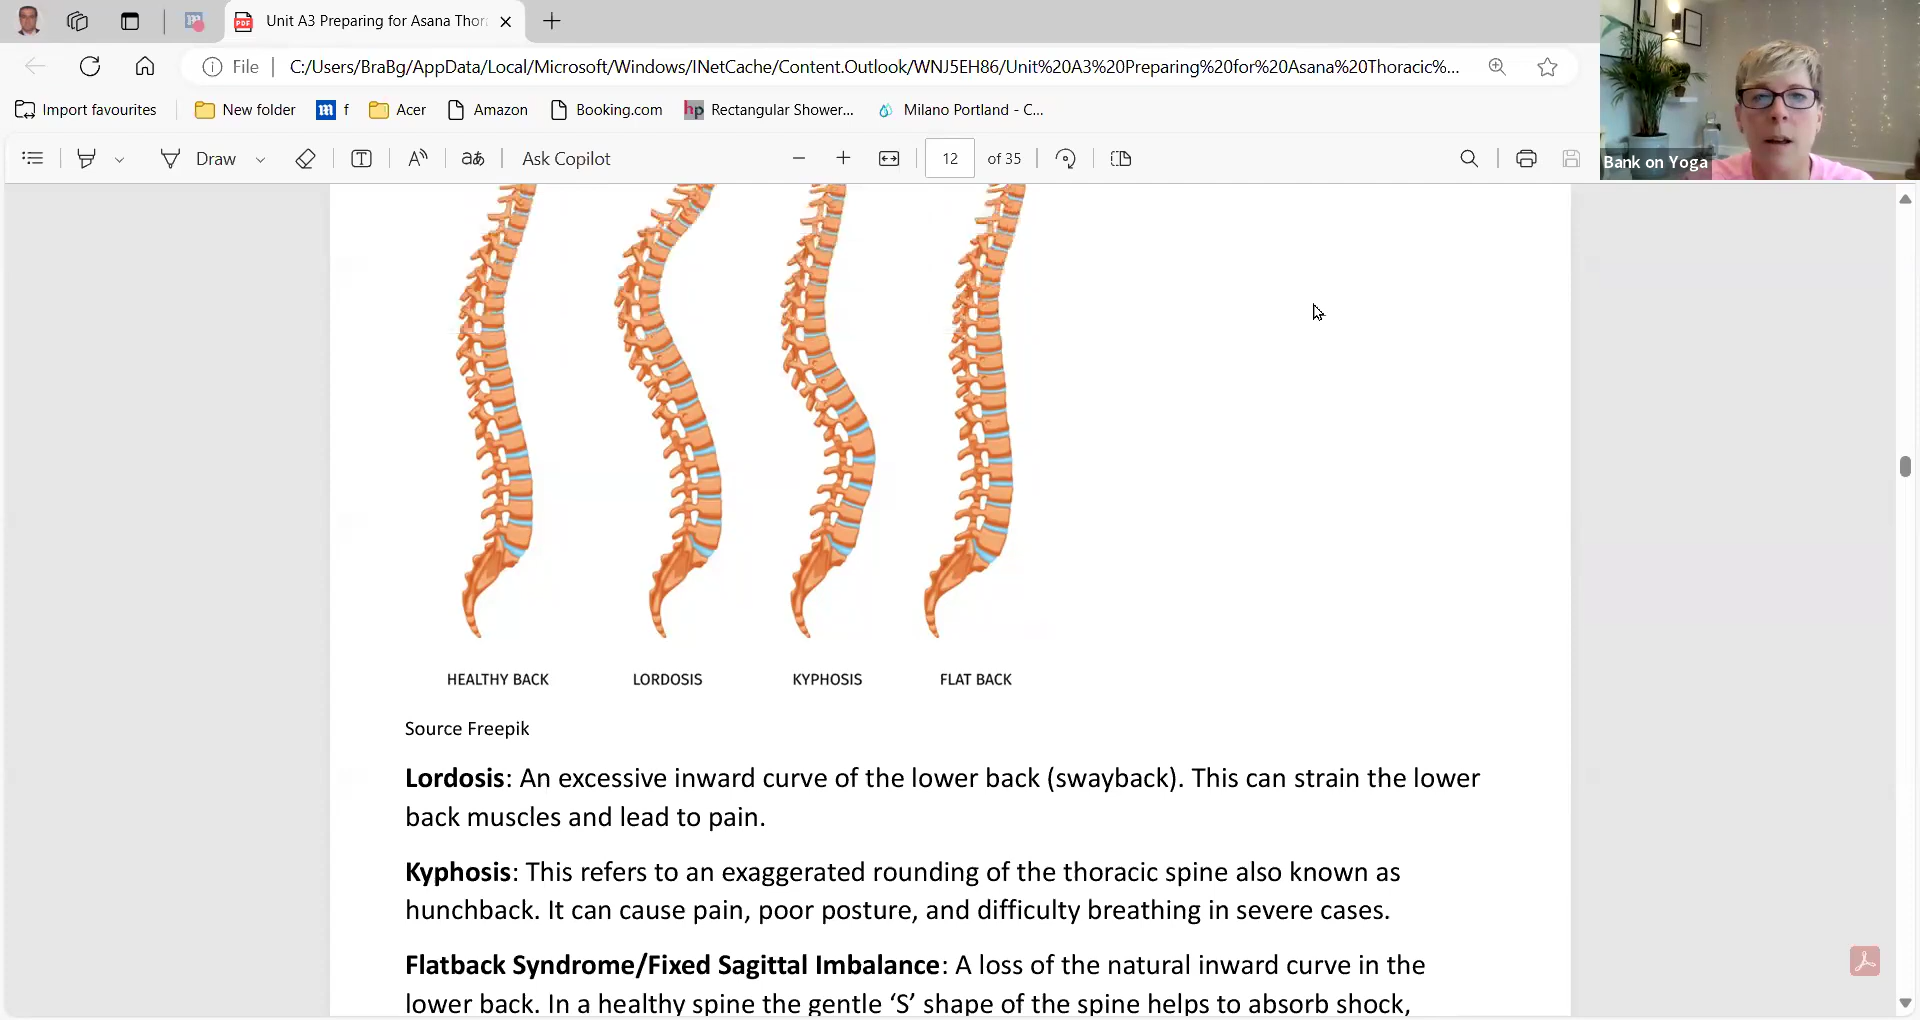 Unit A3 Preparing for Asana Thor
File
C:/Users/BraBg/AppData/Local/Microsoft/Windows/INetCache/Content.Outlook/WNJ5EH86/Unit%20A3%20Preparing%20for%20Asana%20Thoracic%...
Import favourites New folder f Acer Amazon Booking.com Rectangular Shower... Milano Portland - C...
Draw Ask Copilot 12 of 35
Bank on Yoga
HEALTHY BACK LORDOSIS KYPHOSIS FLAT BACK
Source Freepik
Lordosis: An excessive inward curve of the lower back (swayback). This can strain the lower
back muscles and lead to pain.
Kyphosis: This refers to an exaggerated rounding of the thoracic spine also known as
hunchback. It can cause pain, poor posture, and difficulty breathing in severe cases.
Flatback Syndrome/Fixed Sagittal Imbalance: A loss of the natural inward curve in the
lower back. In a healthy spine the gentle ‘S’ shape of the spine helps to absorb shock,